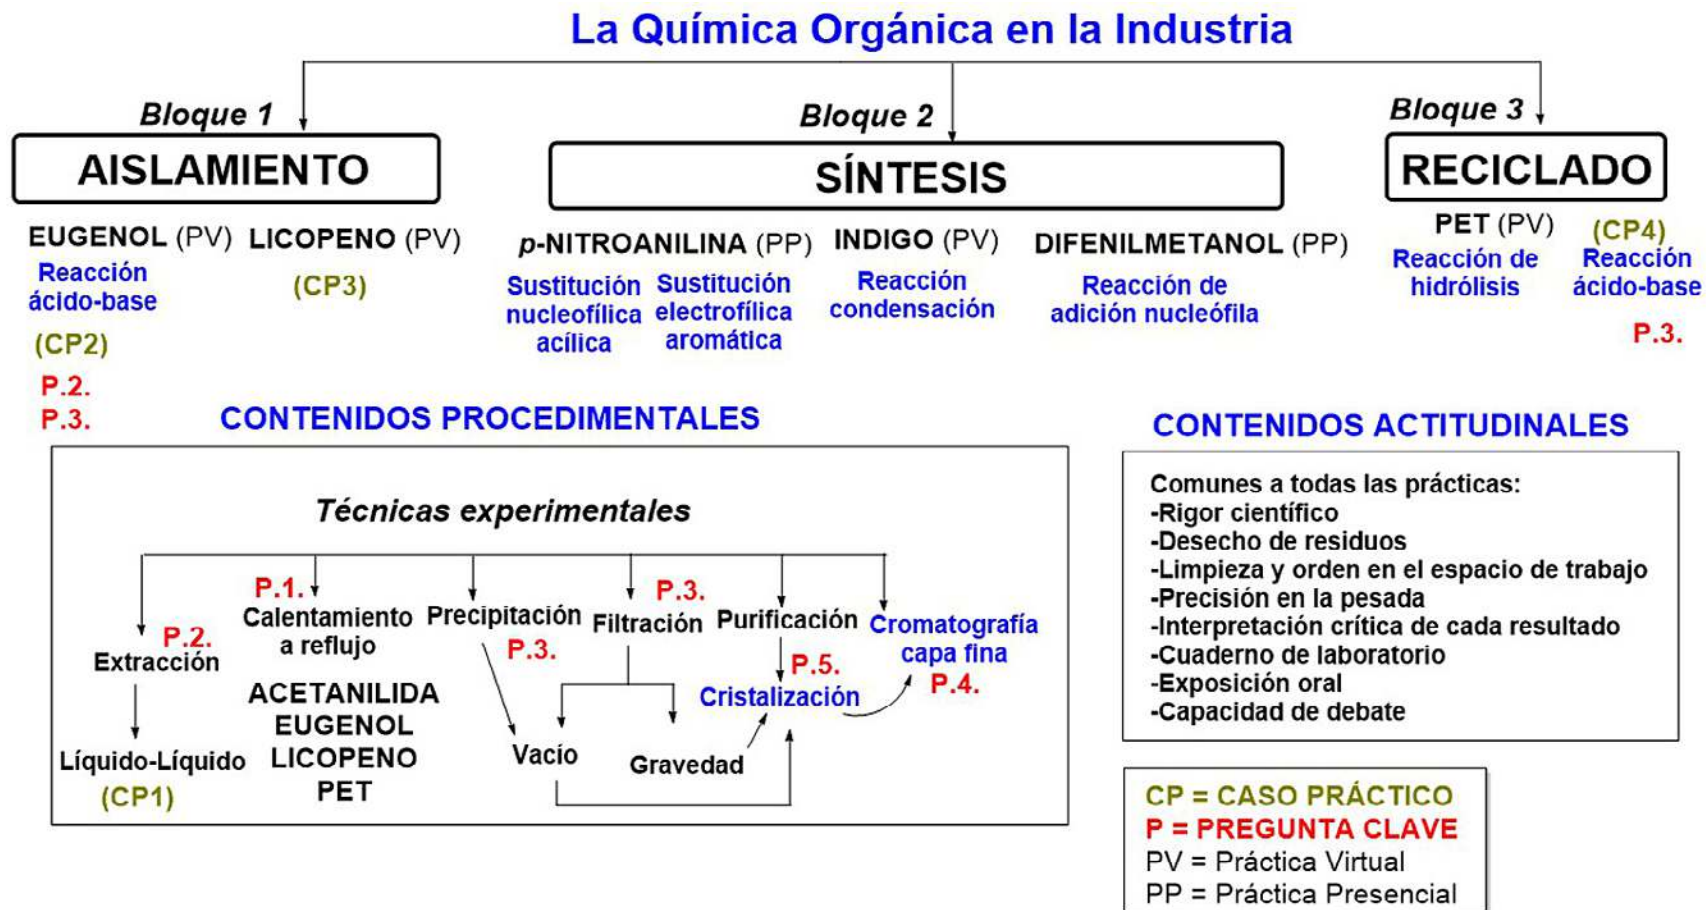 La Química Orgánica en la Industria
Bloque 1
AISLAMIENTO
EUGENOL (PV)
Reacción
ácido-base
(CP2)
P.2.
P.3.
LICOPENO (PV)
(CP3)
Bloque 2
SÍNTESIS
p-NITROANILINA (PP)
Sustitución
nucleofílica
acílica
Sustitución
electrofílica
aromática
INDIGO (PV)
Reacción
condensación
DIFENILMETANOL (PP)
Reacción de
adición nucleófila
Bloque 3
RECICLADO
PET (PV)
Reacción de
hidrólisis
(CP4)
Reacción
ácido-base
P.3.
CONTENIDOS PROCEDIMENTALES
Técnicas experimentales
P.2.
Extracción
Líquido-Líquido
(CP1)
P.1.
Calentamiento
a reflujo
ACETANILIDA
EUGENOL
LICOPENO
PET
Precipitación
P.3.
P.3.
Filtración
Vacío
Gravedad
Purificación
P.5.
Cristalización
Cromatografía
capa fina
P.4.
CONTENIDOS ACTITUDINALES
Comunes a todas las prácticas:
-Rigor científico
-Desecho de residuos
-Limpieza y orden en el espacio de trabajo
-Precisión en la pesada
-Interpretación crítica de cada resultado
-Cuaderno de laboratorio
-Exposición oral
-Capacidad de debate
CP = CASO PRÁCTICO
P = PREGUNTA CLAVE
PV = Práctica Virtual
PP = Práctica Presencial